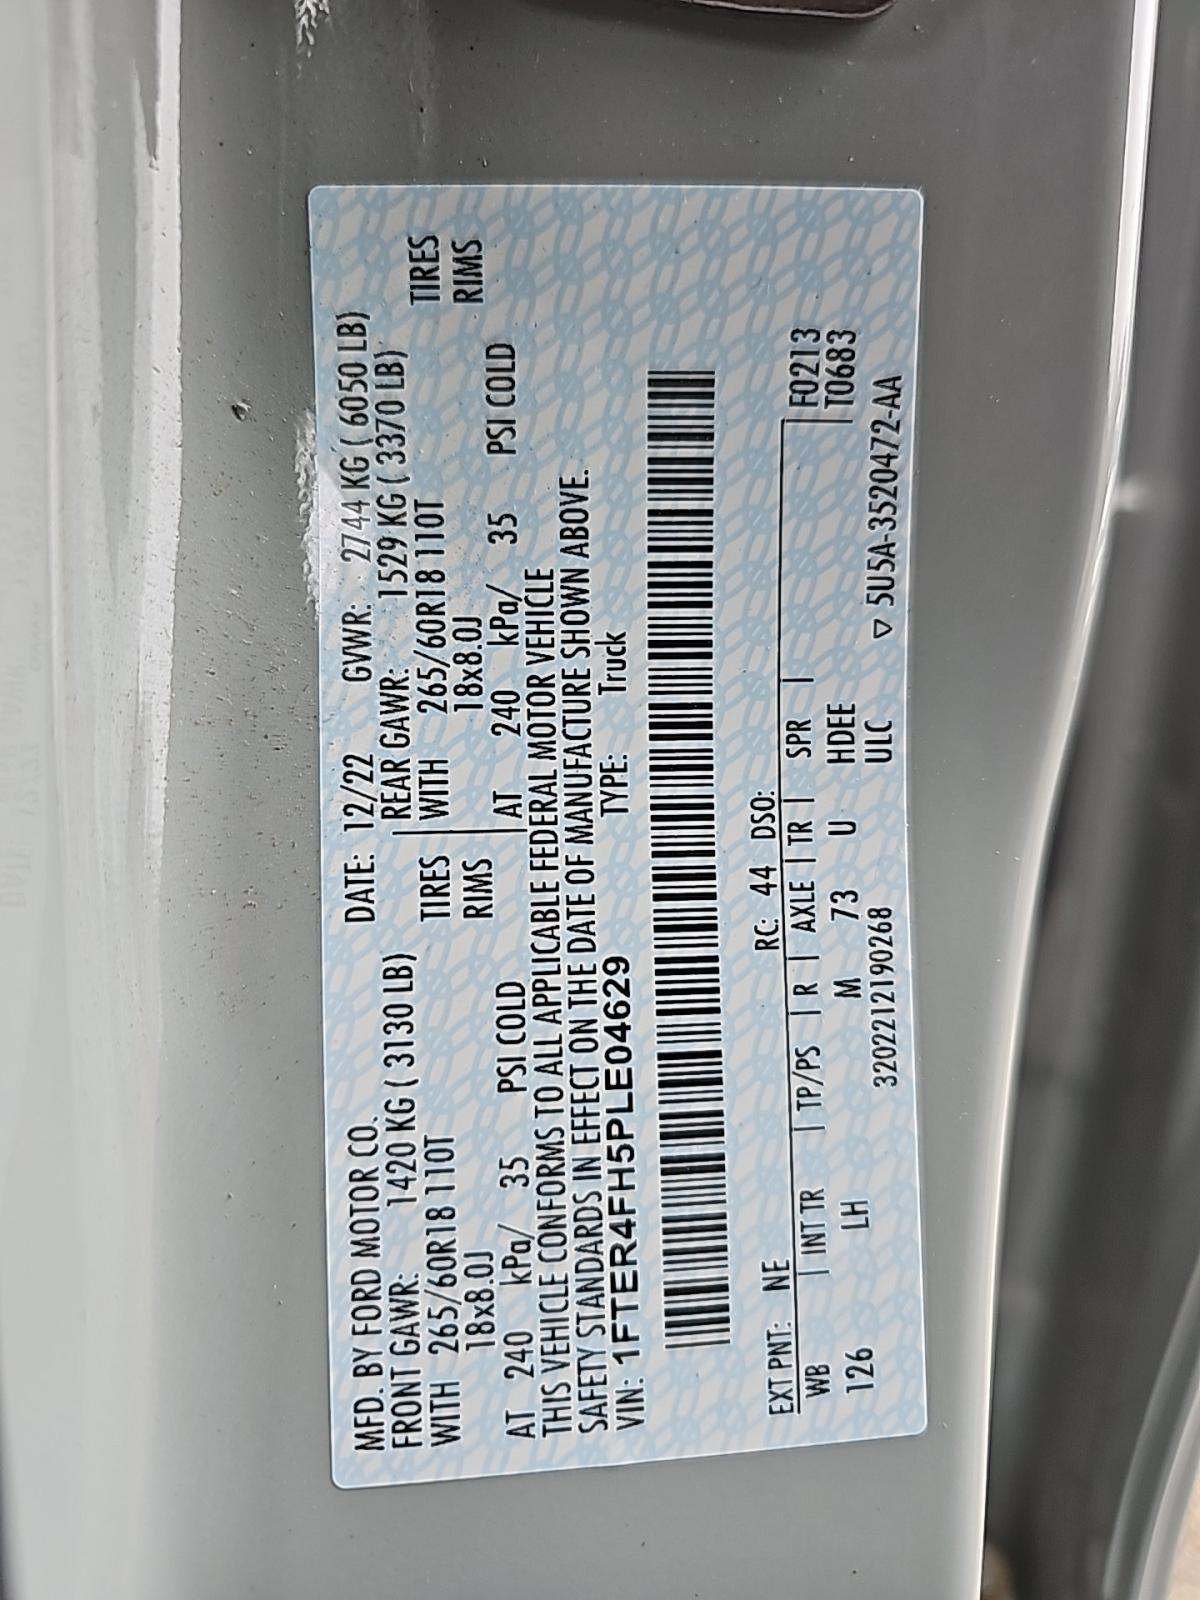 MFD. BY FORD MOTOR CO. DATE: 12/22 GVWR: 2744 KG ( 6050 LB)
FRONT GAWR: 1420 KG ( 3130 LB) REAR GAWR: 1529 KG ( 3370 LB)
WITH 265/60R18 110T TIRES WITH 265/60R18 110T TIRES
18x8.0J RIMS 18x8.0J RIMS
AT 240 kPa/ 35 PSI COLD AT 240 kPa/ 35 PSI COLD
THIS VEHICLE CONFORMS TO ALL APPLICABLE FEDERAL MOTOR VEHICLE
SAFETY STANDARDS IN EFFECT ON THE DATE OF MANUFACTURE SHOWN ABOVE.
VIN: 1FTER4FH5PLE04629 TYPE: Truck
EXT PNT: NE RC: 44 DSO:
WB | INT TR | TP/PS | R | AXLE | TR | SPR | F0213
126 LH M 73 U HDEE T0683
3202212190268 ULC ▽ 5U5A-3520472-AA